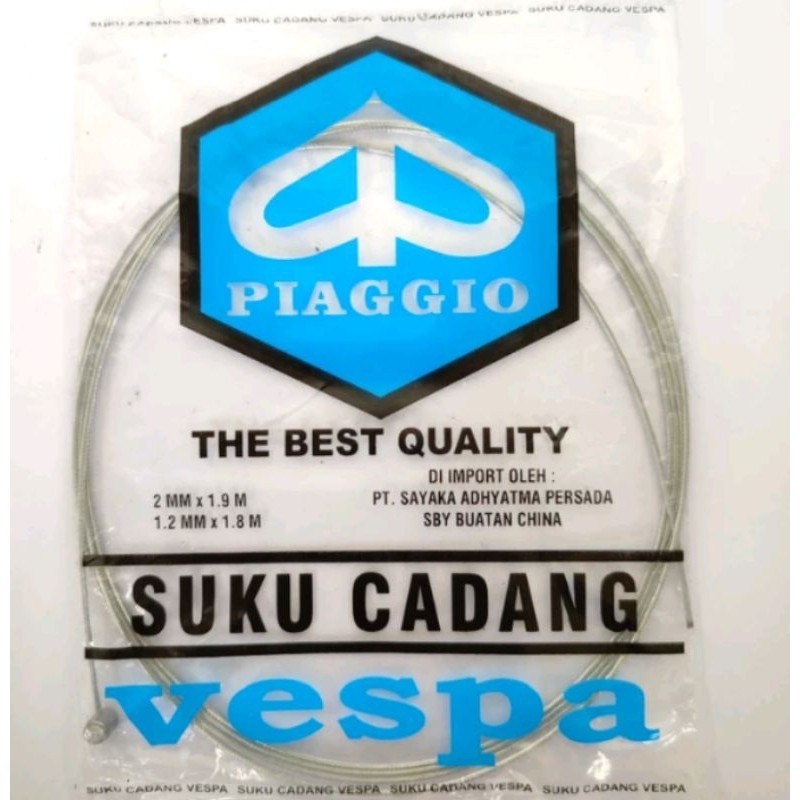 SUKU CADANG VESPA SUKU CADANG VESPA SUKU CADANG VESPA SUKU CADANG VESPA
PIAGGIO
THE BEST QUALITY
2 MM x 1.9 M
1.2 MM x 1.8 M
DI IMPORT OLEH :
PT. SAYAKA ADHYATMA PERSADA
SBY BUATAN CHINA
SUKU CADANG
vespa
SUKU CADANG VESPA SUKU CADANG VESPA SUKU CADANG VESPA SUKU CADANG VESPA